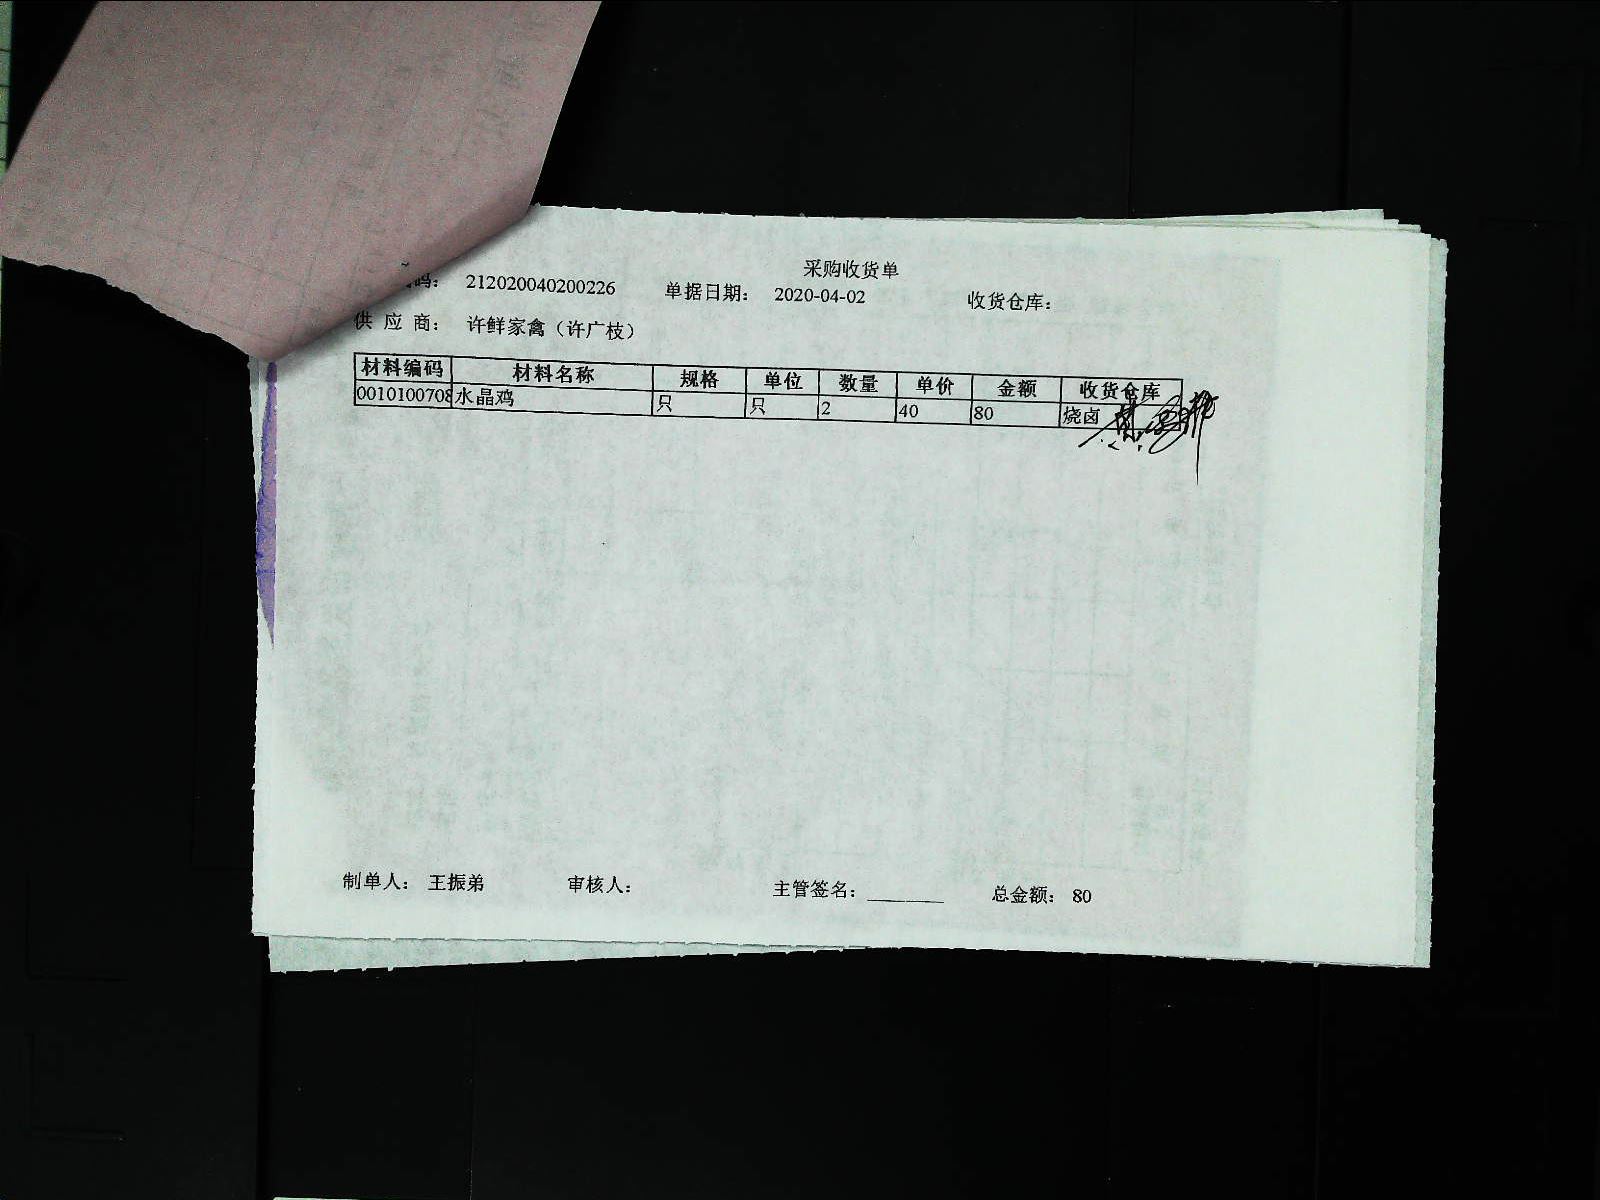 采购收货单
码： 212020040200226 单据日期： 2020-04-02 收货仓库：
供 应 商： 许鲜家禽（许广枝）
材料编码 材料名称 规格 单位 数量 单价 金额 收货仓库
0010100708 水晶鸡 只 只 2 40 80 烧卤
制单人： 王振弟 审核人： 主管签名：________ 总金额： 80